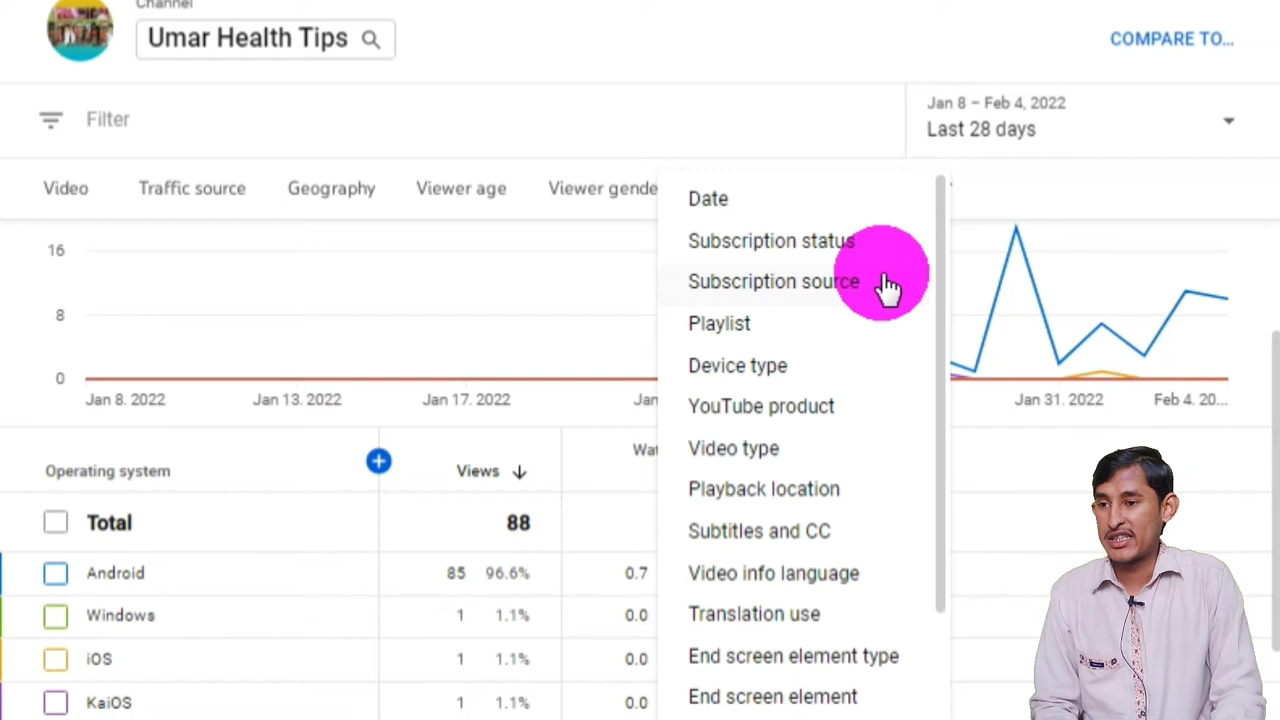 Channel
Umar Health Tips
COMPARE TO...
Filter
Jan 8 – Feb 4, 2022
Last 28 days
Video
Traffic source
Geography
Viewer age
Viewer gende
Date
Subscription status
Subscription source
Playlist
Device type
YouTube product
Video type
Playback location
Subtitles and CC
Video info language
Translation use
End screen element type
End screen element
16
8
0
Jan 8. 2022
Jan 13. 2022
Jan 17. 2022
Jan
Jan 31. 2022
Feb 4. 20...
Operating system
Views
Wat
Total
88
Android
85 96.6%
0.7
Windows
1 1.1%
0.0
iOS
1 1.1%
0.0
KaiOS
1 1.1%
0.0